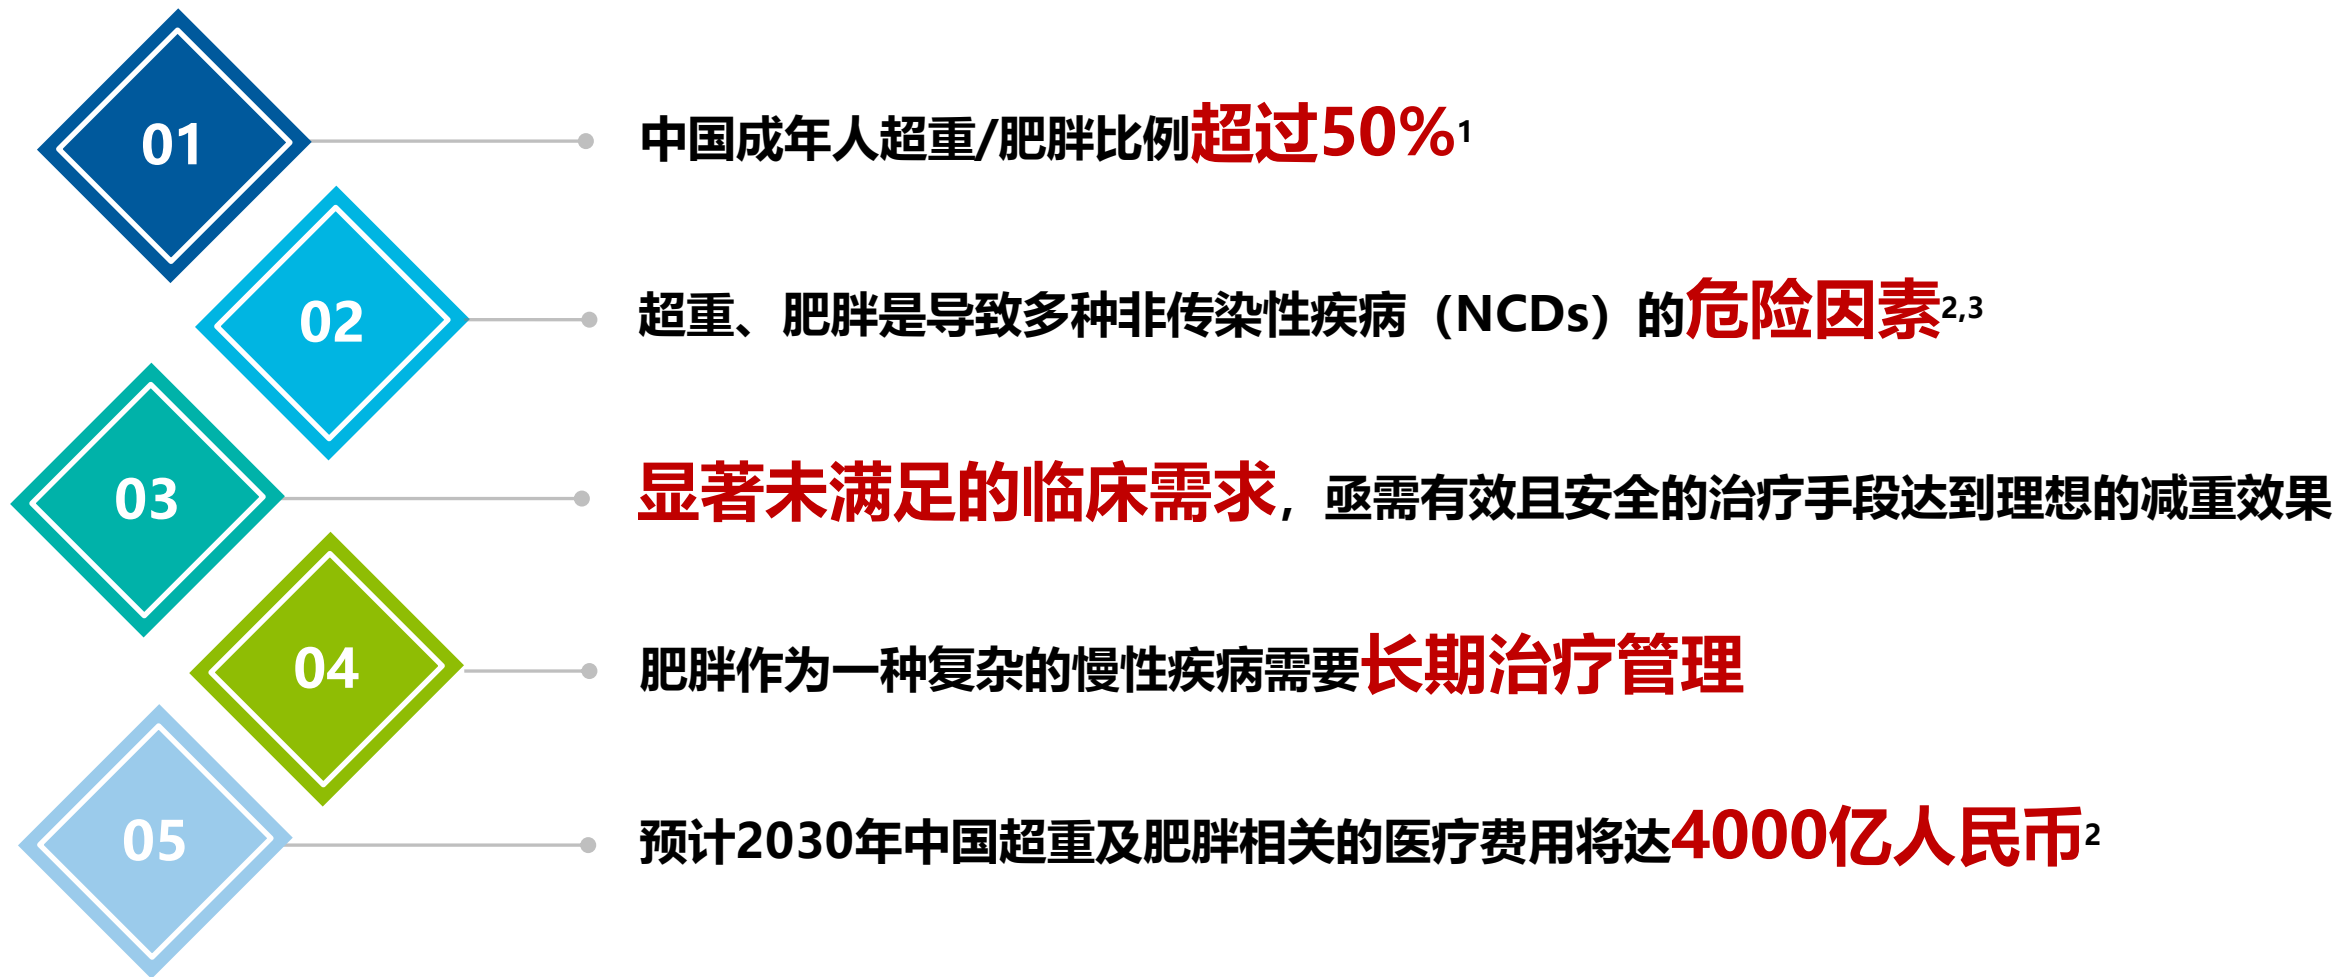 01
中国成年人超重/肥胖比例超过50%1
02
超重、肥胖是导致多种非传染性疾病（NCDs）的危险因素2,3
03
显著未满足的临床需求，亟需有效且安全的治疗手段达到理想的减重效果
04
肥胖作为一种复杂的慢性疾病需要长期治疗管理
05
预计2030年中国超重及肥胖相关的医疗费用将达4000亿人民币2